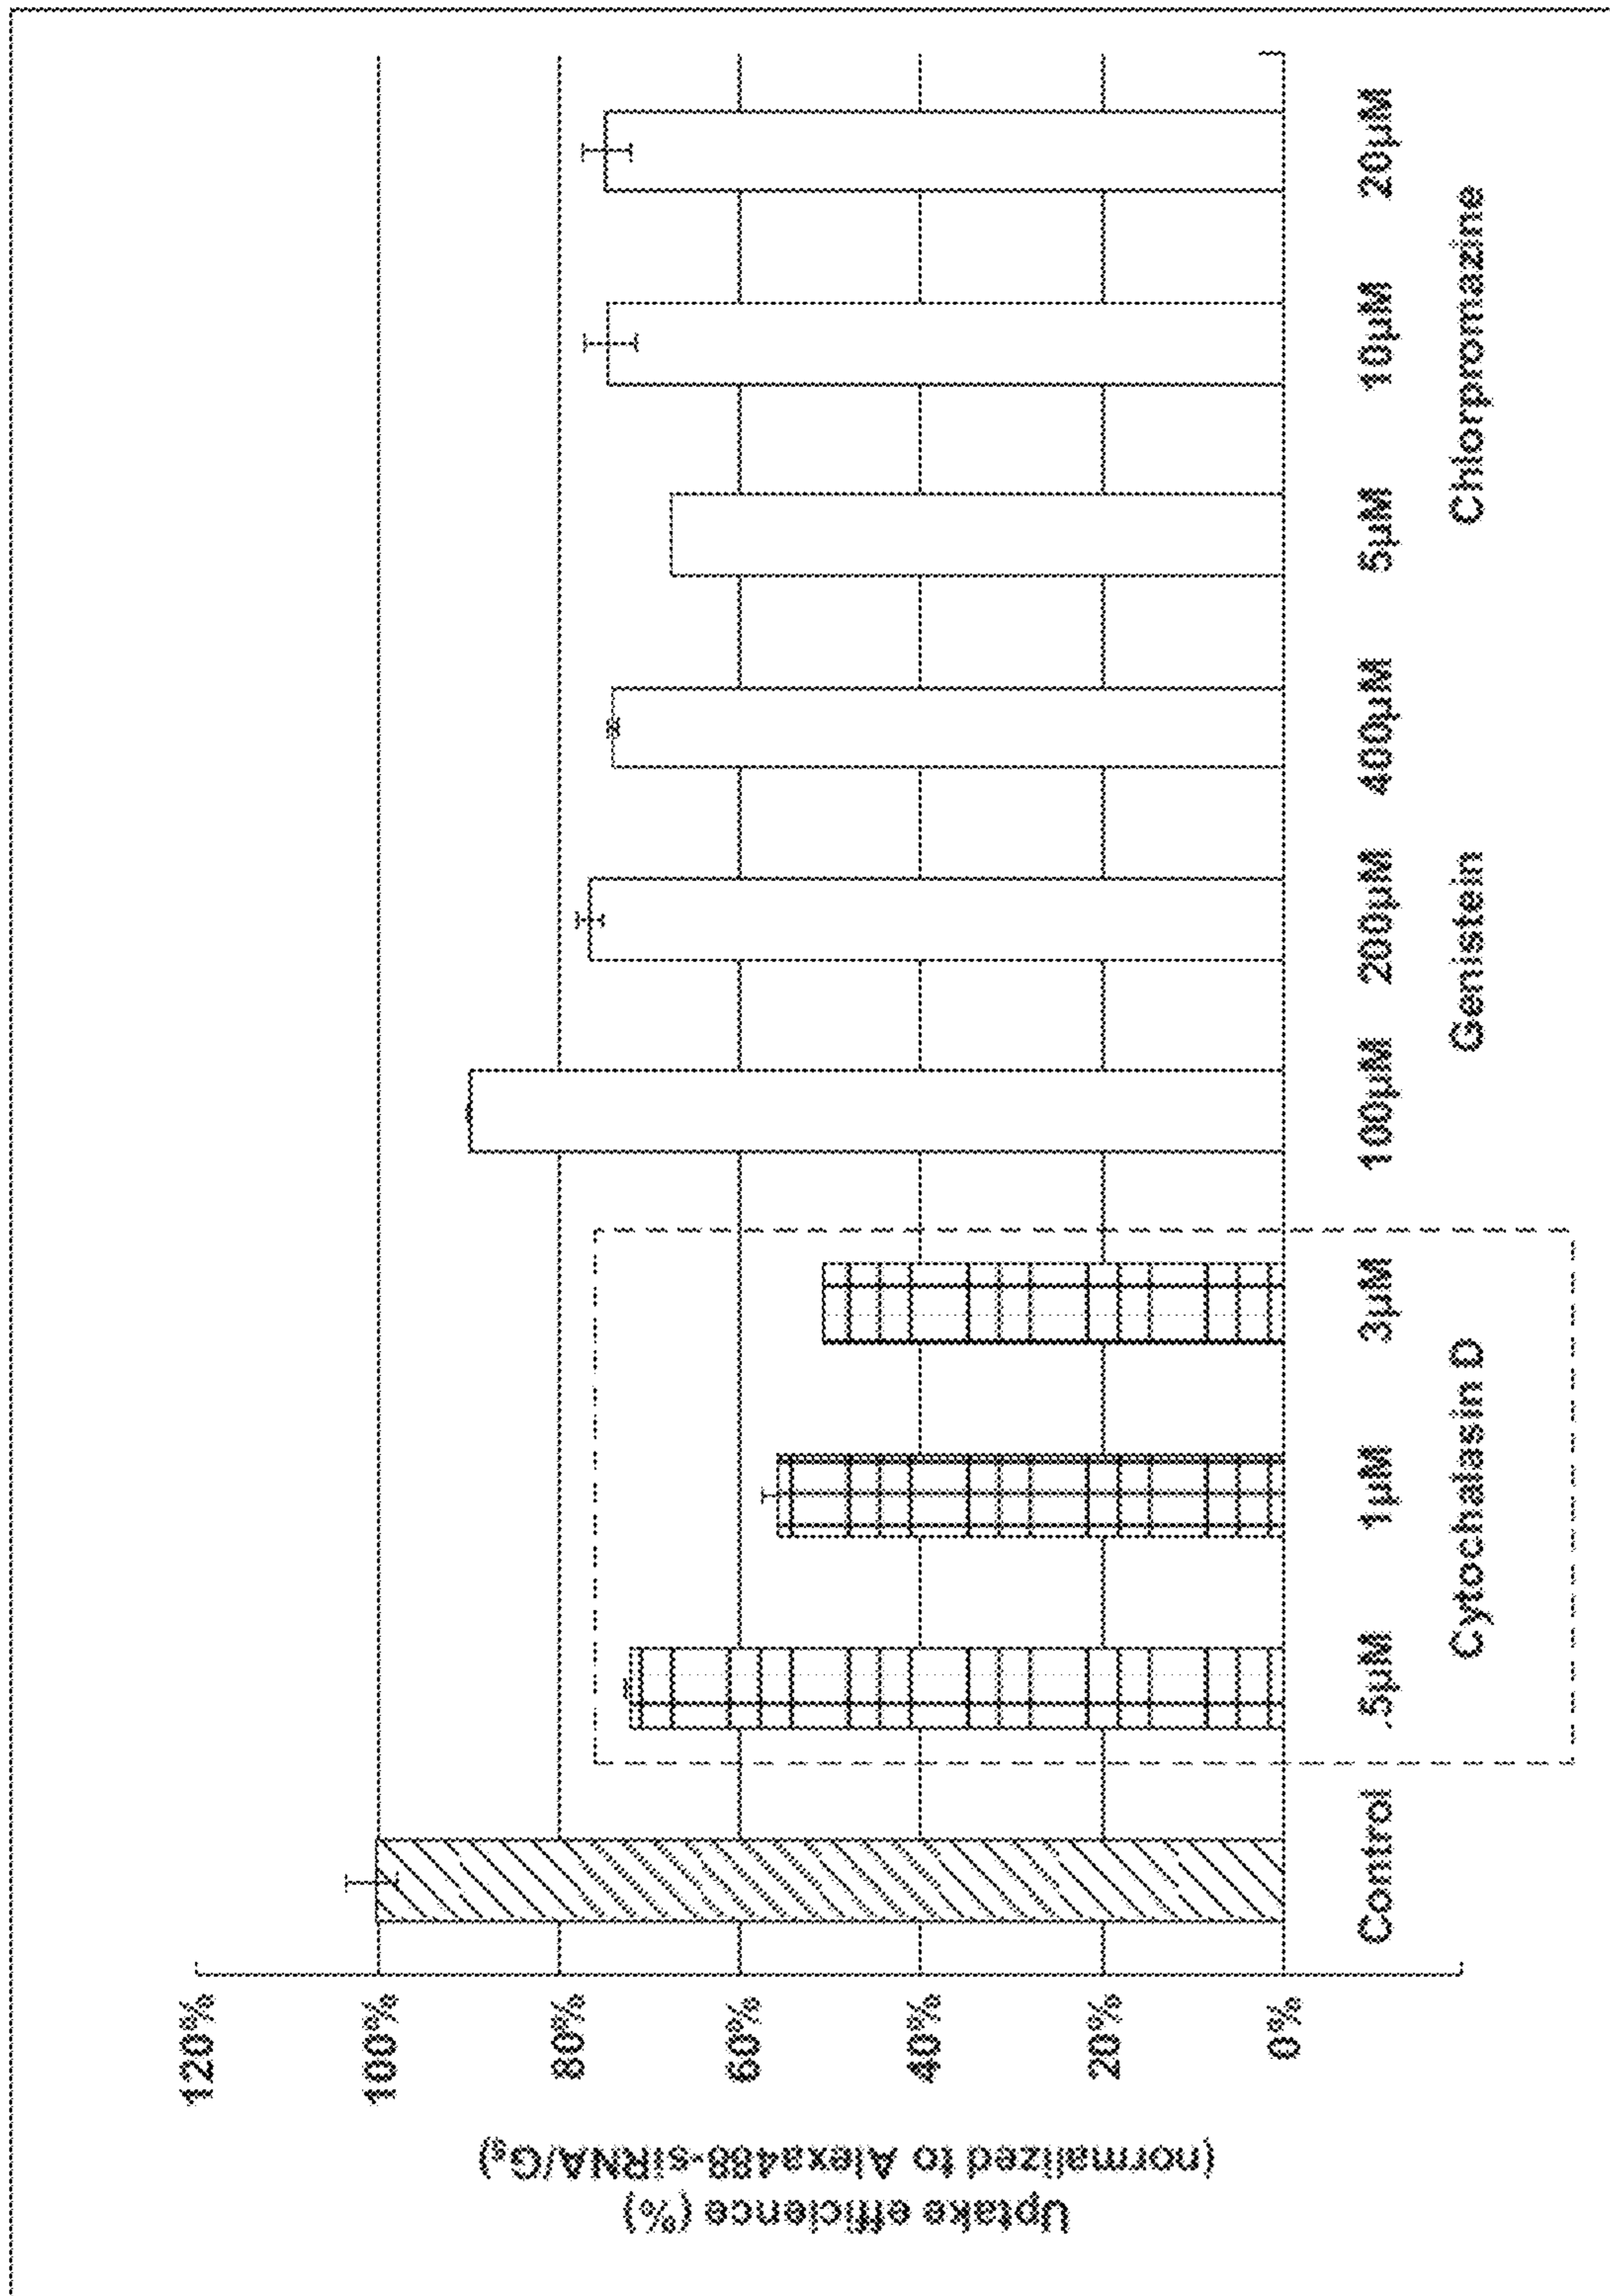 Uptake efficience (%)
(normalized to Alexa488-siRNA/G₆)
120%
100%
80%
60%
40%
20%
0%
Control
.5µM
1µM
3µM
100µM
200µM
400µM
5µM
10µM
20µM
Cytochalasin D
Genistein
Chlorpromazine